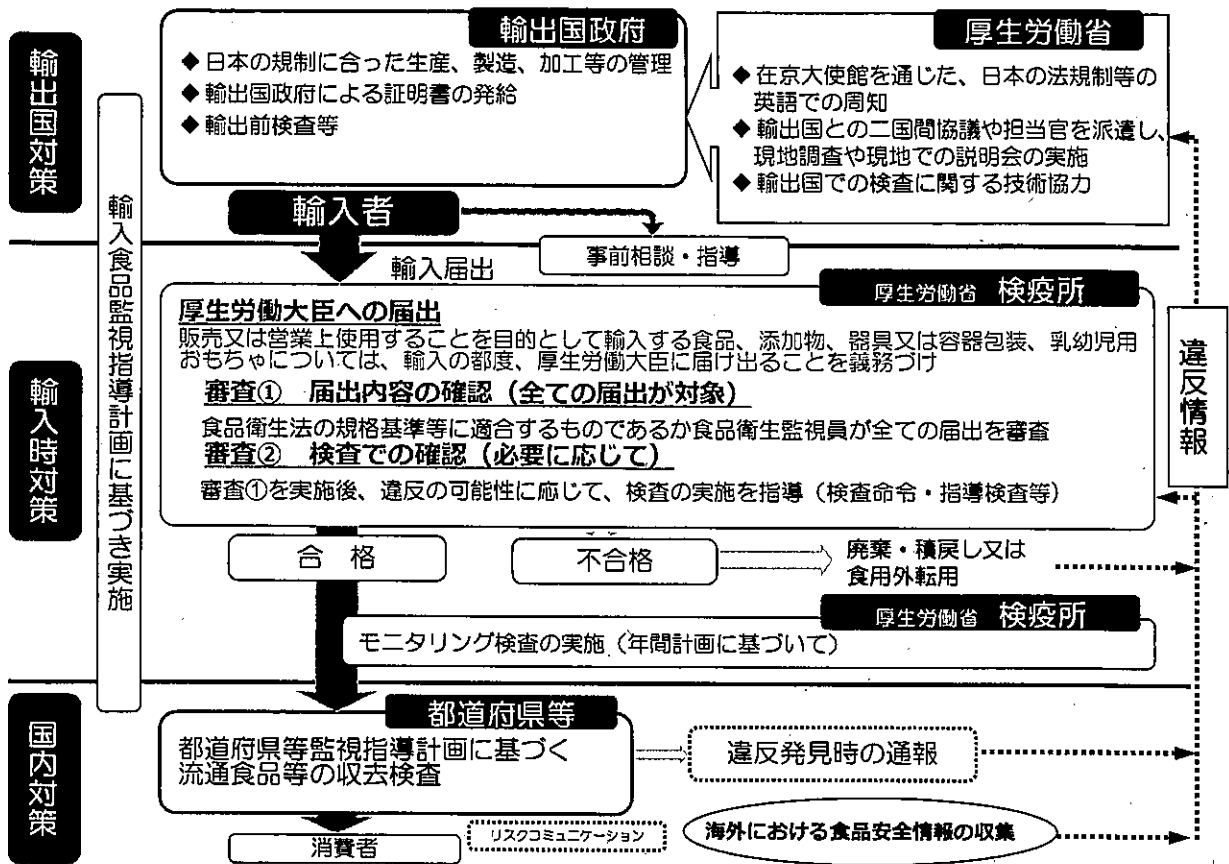 輸出国対策
輸出国政府
◆ 日本の規制に合った生産、製造、加工等の管理
◆ 輸出国政府による証明書の発給
◆ 輸出前検査等
厚生労働省
◆ 在京大使館を通じた、日本の法規制等の
英語での周知
◆ 輸出国との二国間協議や担当官を派遣し、
現地調査や現地での説明会の実施
◆ 輸出国での検査に関する技術協力
輸入食品監視指導計画に基づき実施
輸入者
事前相談・指導
輸入届出
輸入時対策
厚生労働省 検疫所
厚生労働大臣への届出
販売又は営業上使用することを目的として輸入する食品、添加物、器具又は容器包装、乳幼児用
おもちゃについては、輸入の都度、厚生労働大臣に届け出ることを義務づけ
審査① 届出内容の確認（全ての届出が対象）
食品衛生法の規格基準等に適合するものであるか食品衛生監視員が全ての届出を審査
審査② 検査での確認（必要に応じて）
審査①を実施後、違反の可能性に応じて、検査の実施を指導（検査命令・指導検査等）
違反情報
合格
不合格
廃棄・積戻し又は
食用外転用
厚生労働省 検疫所
モニタリング検査の実施（年間計画に基づいて）
国内対策
都道府県等
都道府県等監視指導計画に基づく
流通食品等の収去検査
違反発見時の通報
消費者
リスクコミュニケーション
海外における食品安全情報の収集